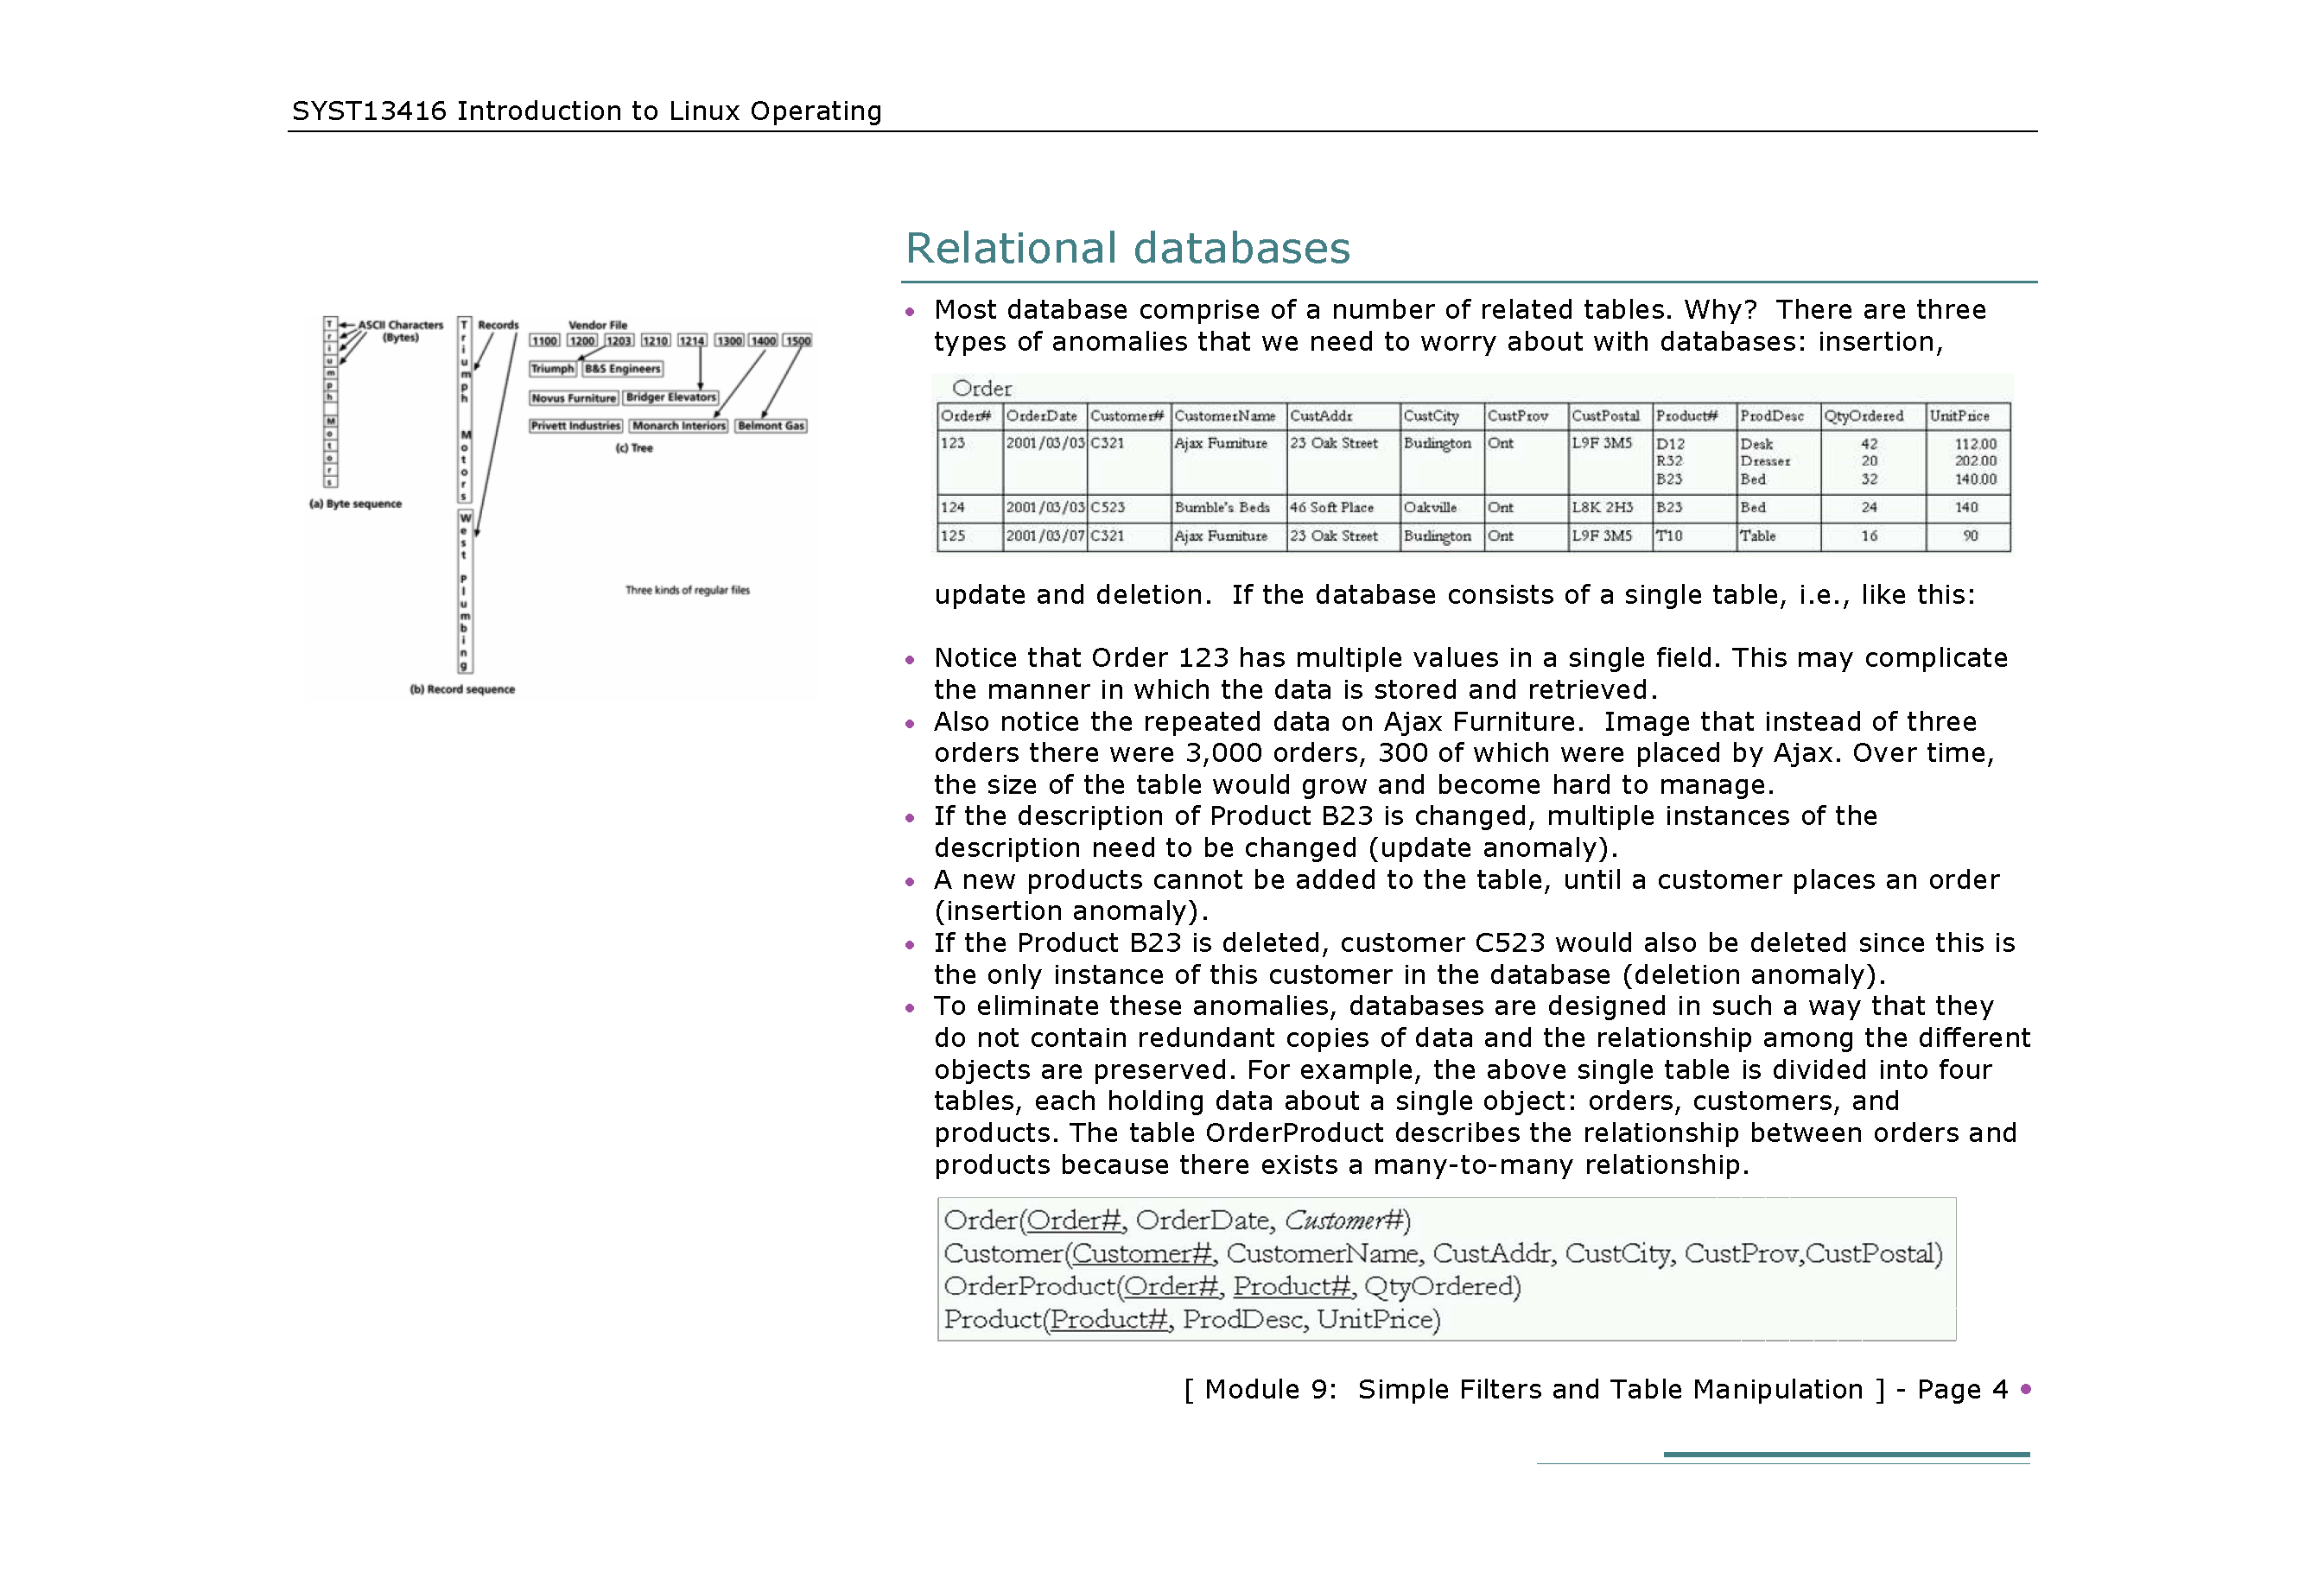 SYST13416 Introduction to Linux Operating
T r i u m p h M o t o r s
ASCII Characters
(Bytes)
(a) Byte sequence
T r i u m p h M o t o r s
W e s t P l u m b i n g
Records
(b) Record sequence
Vendor File
1100 1200 1203 1210 1214 1300 1400 1500
Triumph B&S Engineers
Novus Furniture Bridger Elevators
Privett Industries Monarch Interiors Belmont Gas
(c) Tree
Three kinds of regular files
Relational databases
• Most database comprise of a number of related tables. Why? There are three
types of anomalies that we need to worry about with databases: insertion,
Order
Order# OrderDate Customer# CustomerName CustAddr CustCity CustProv CustPostal Product# ProdDesc QtyOrdered UnitPrice
123 2001/03/03 C321 Ajax Furniture 23 Oak Street Burlington Ont L9F 3M5 D12 Desk 42 112.00
R32 Dresser 20 202.00
B23 Bed 32 140.00
124 2001/03/03 C523 Bumble's Beds 46 Soft Place Oakville Ont L8K 2H3 B23 Bed 24 140
125 2001/03/07 C321 Ajax Furniture 23 Oak Street Burlington Ont L9F 3M5 T10 Table 16 90
update and deletion. If the database consists of a single table, i.e., like this:
• Notice that Order 123 has multiple values in a single field. This may complicate
the manner in which the data is stored and retrieved.
• Also notice the repeated data on Ajax Furniture. Image that instead of three
orders there were 3,000 orders, 300 of which were placed by Ajax. Over time,
the size of the table would grow and become hard to manage.
• If the description of Product B23 is changed, multiple instances of the
description need to be changed (update anomaly).
• A new products cannot be added to the table, until a customer places an order
(insertion anomaly).
• If the Product B23 is deleted, customer C523 would also be deleted since this is
the only instance of this customer in the database (deletion anomaly).
• To eliminate these anomalies, databases are designed in such a way that they
do not contain redundant copies of data and the relationship among the different
objects are preserved. For example, the above single table is divided into four
tables, each holding data about a single object: orders, customers, and
products. The table OrderProduct describes the relationship between orders and
products because there exists a many-to-many relationship.
Order(Order#, OrderDate, Customer#)
Customer(Customer#, CustomerName, CustAddr, CustCity, CustProv,CustPostal)
OrderProduct(Order#, Product#, QtyOrdered)
Product(Product#, ProdDesc, UnitPrice)
[ Module 9: Simple Filters and Table Manipulation ] - Page 4 •